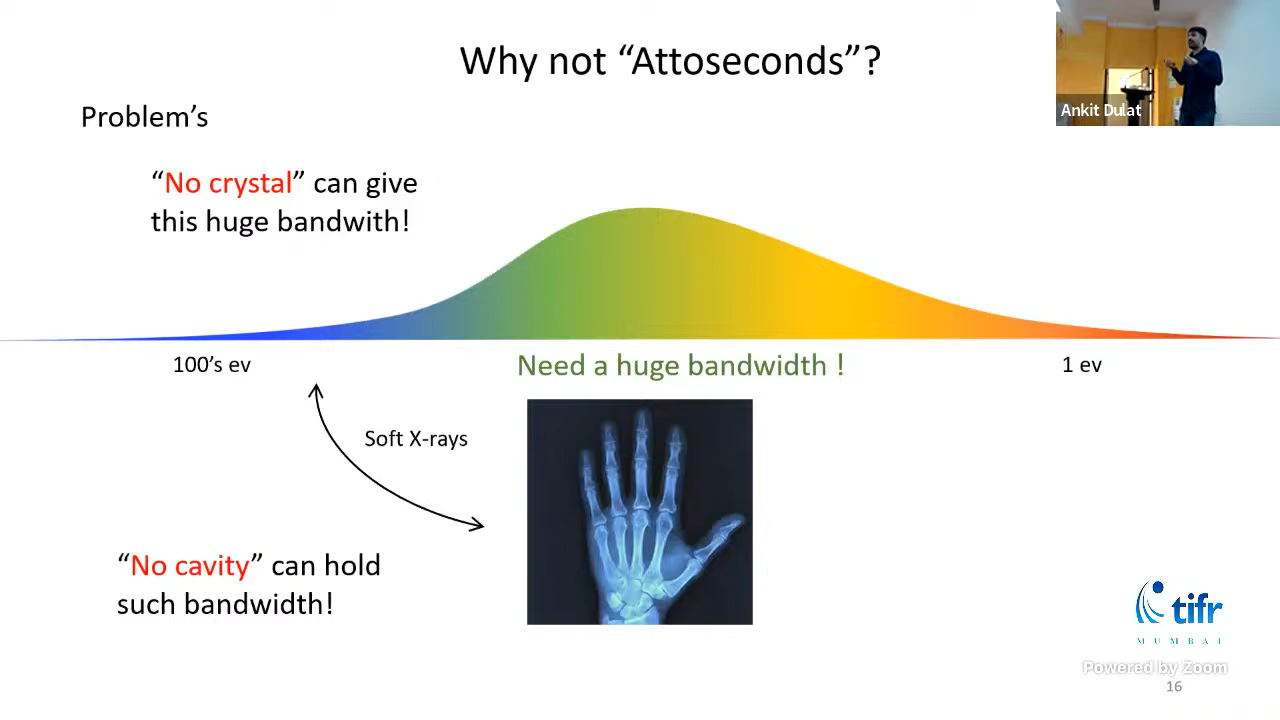 Why not “Attoseconds”?
Ankit Dulat
Problem’s
“No crystal” can give
this huge bandwith!
100’s ev
Need a huge bandwidth !
1 ev
Soft X-rays
“No cavity” can hold
such bandwidth!
tifr
MUMBAI
Powered by Zoom
16